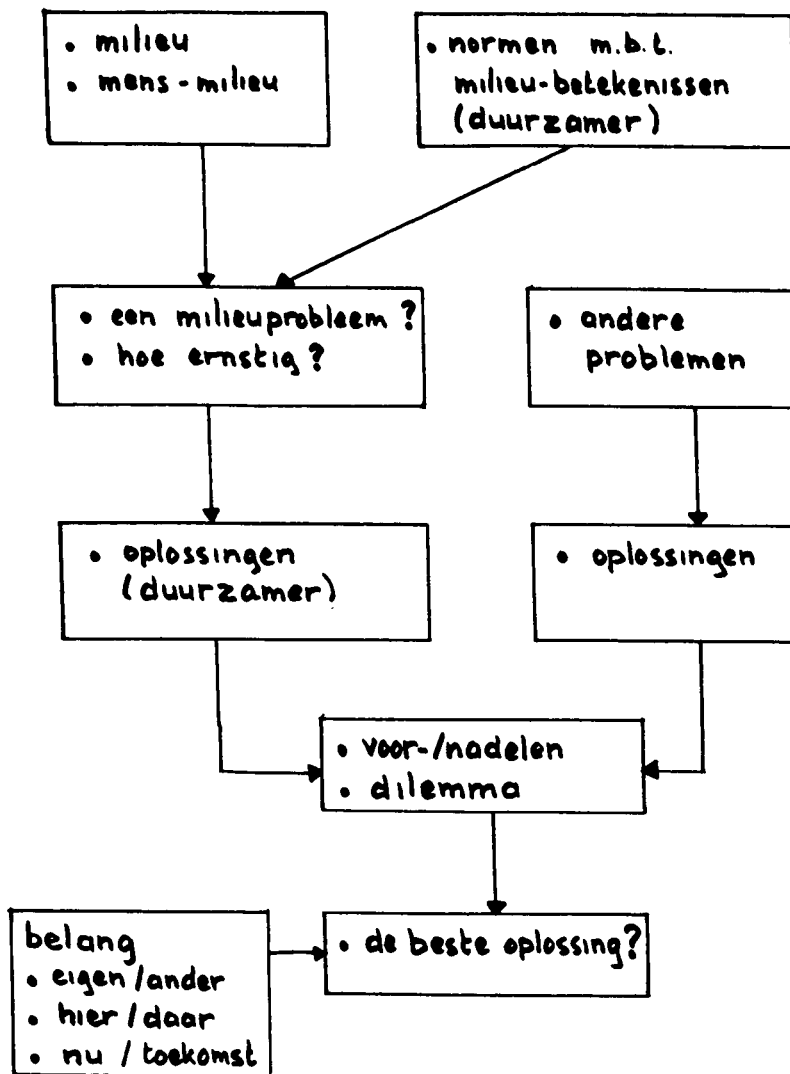 • milieu
• mens-milieu
• normen m.b.t.
milieu-betekenissen
(duurzamer)
• een milieuprobleem?
• hoe ernstig?
• andere
problemen
• oplossingen
(duurzamer)
• oplossingen
• voor-/nadelen
• dilemma
belang
• eigen/ander
• hier/daar
• nu / toekomst
• de beste oplossing?